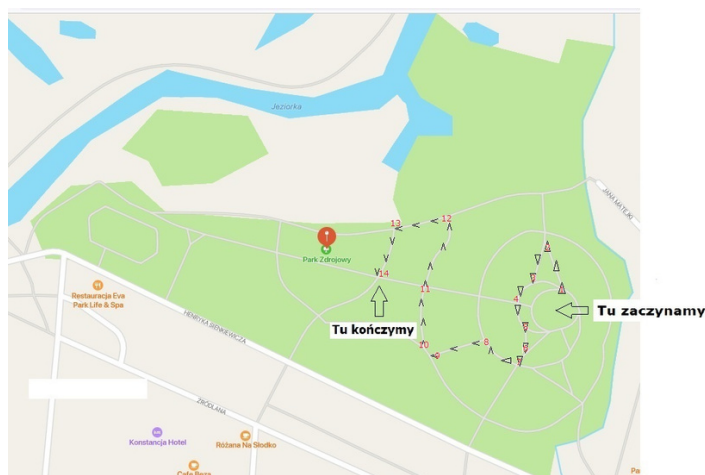 Jeziorka
JANA MATEJKI
13
12
Park Zdrojowy
14
Restauracja Eva
Park Life & Spa
11
4
Tu zaczynamy
HENRYKA SIENKIEWICZA
Tu kończymy
10
8
9
ŹRÓDLANA
Konstancja Hotel
Różana Na Słodko